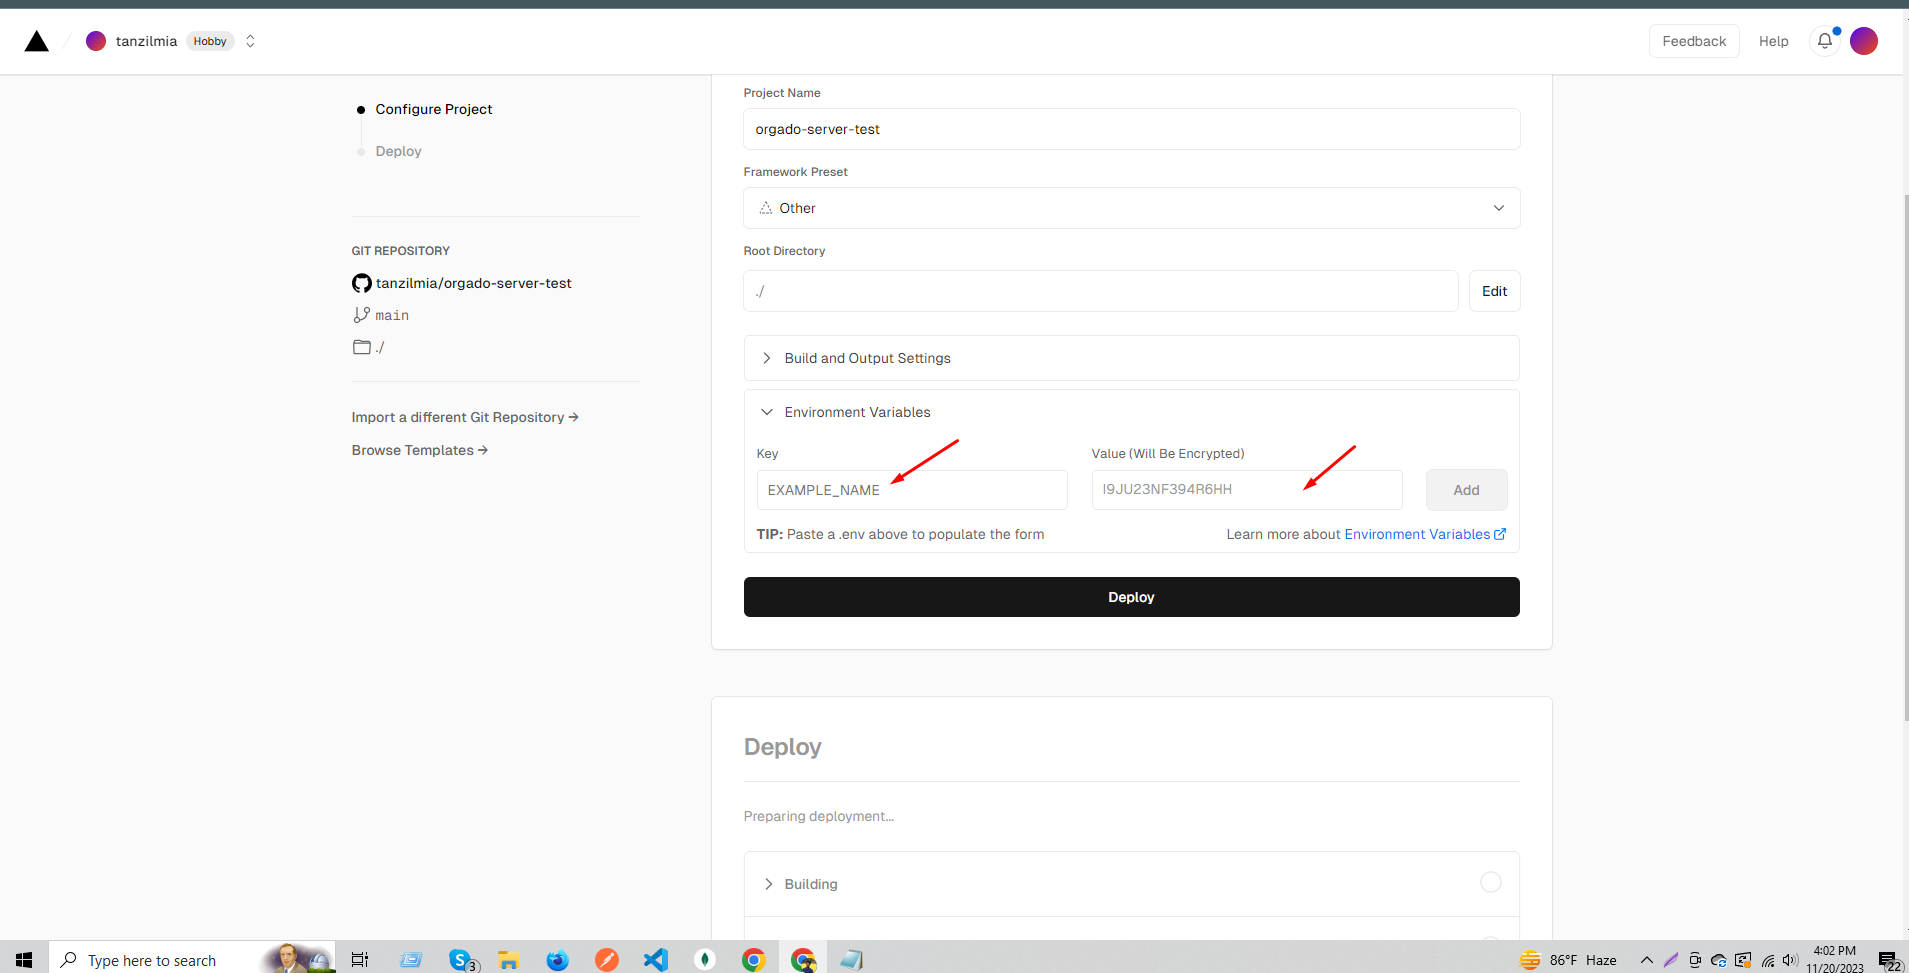 tanzilmia Hobby
Feedback
Help
Configure Project
Deploy
GIT REPOSITORY
tanzilmia/orgado-server-test
main
./
Import a different Git Repository →
Browse Templates →
Project Name
orgado-server-test
Framework Preset
Other
Root Directory
./
Edit
Build and Output Settings
Environment Variables
Key
Value (Will Be Encrypted)
EXAMPLE_NAME
I9JU23NF394R6HH
Add
TIP: Paste a .env above to populate the form
Learn more about Environment Variables
Deploy
Deploy
Preparing deployment...
Building
Type here to search
3
86°F Haze
4:02 PM
11/20/2023
22